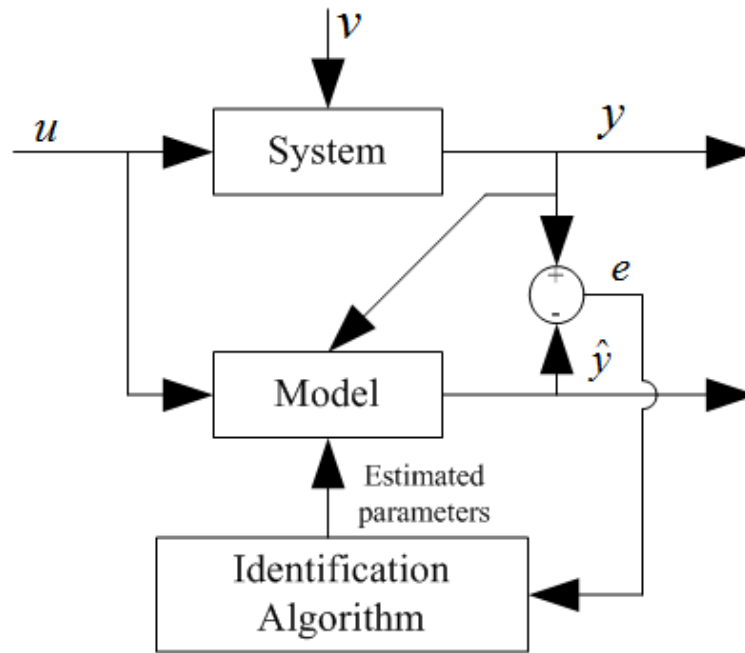 v
u
y
System
+
e
-
ŷ
Model
Estimated
parameters
Identification
Algorithm